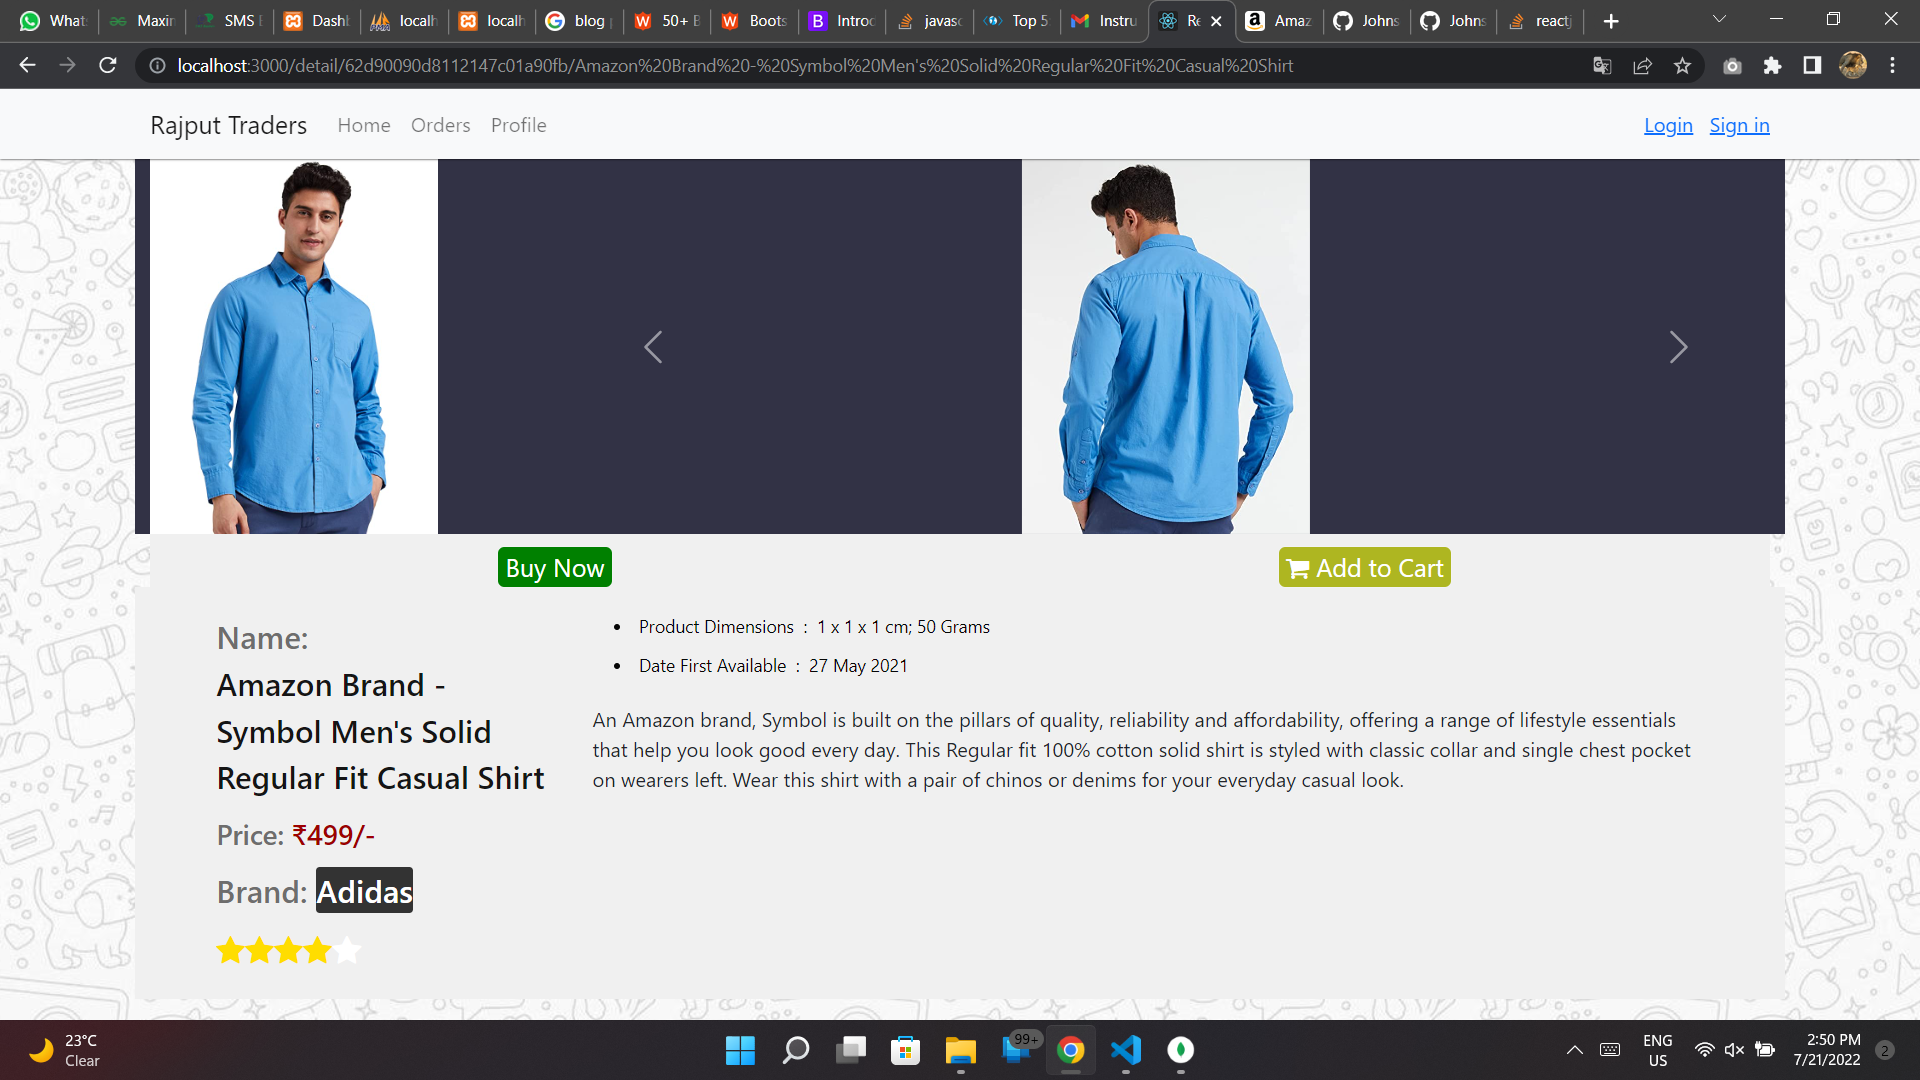 Whats
Maxin
SMS B
Dashb
localh
localh
blog p
50+ B
Boots
Introd
javasc
Top 5
Instru
Re
Amaz
Johns
Johns
reactj
localhost:3000/detail/62d90090d8112147c01a90fb/Amazon%20Brand%20-%20Symbol%20Men's%20Solid%20Regular%20Fit%20Casual%20Shirt
Rajput Traders Home Orders Profile Login Sign in
Buy Now
Add to Cart
Name:
Amazon Brand -
Symbol Men's Solid
Regular Fit Casual Shirt
Price: ₹499/-
Brand: Adidas
• Product Dimensions : 1 x 1 x 1 cm; 50 Grams
• Date First Available : 27 May 2021
An Amazon brand, Symbol is built on the pillars of quality, reliability and affordability, offering a range of lifestyle essentials
that help you look good every day. This Regular fit 100% cotton solid shirt is styled with classic collar and single chest pocket
on wearers left. Wear this shirt with a pair of chinos or denims for your everyday casual look.
23°C
Clear
99+
ENG
US
2:50 PM
7/21/2022
2